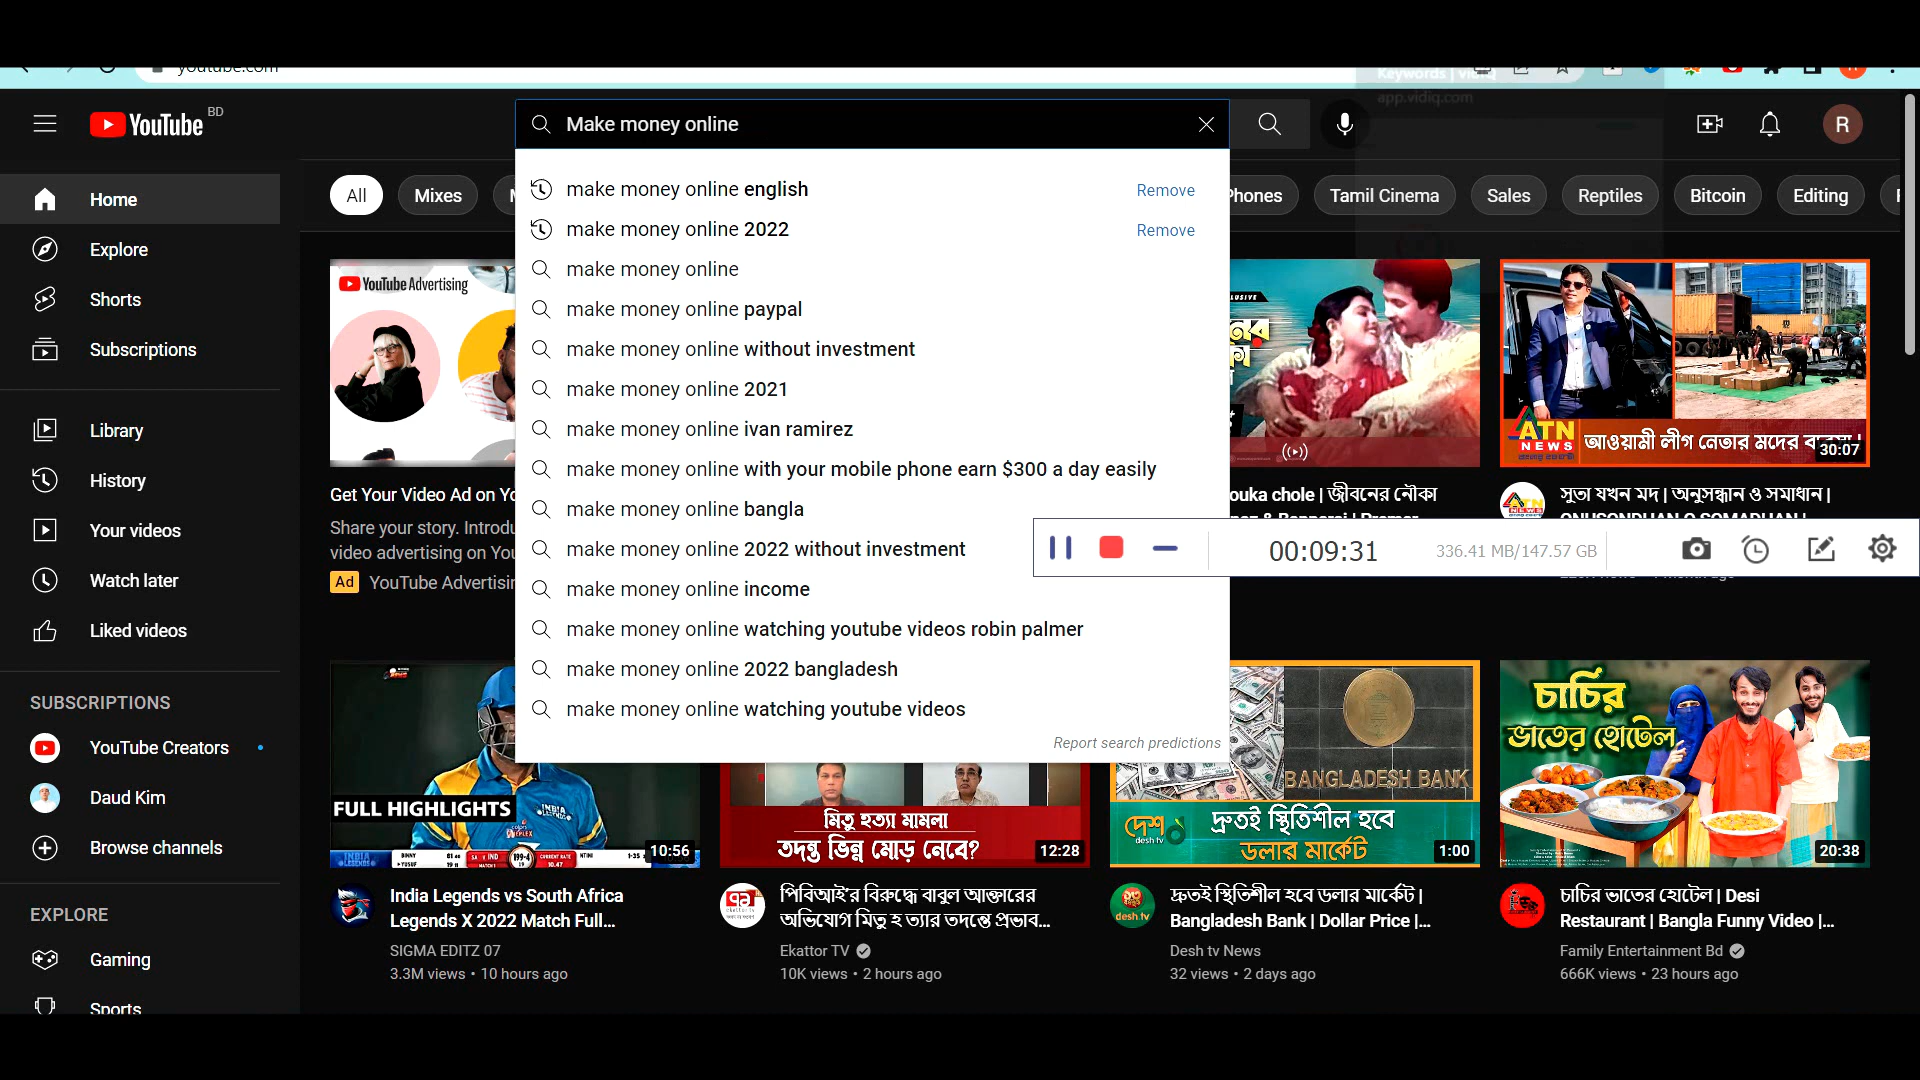 youtube.com
Keywords | vidIQ
app.vidiq.com
YouTube BD
Make money online
R
Home
Explore
Shorts
Subscriptions
Library
History
Your videos
Watch later
Liked videos
SUBSCRIPTIONS
YouTube Creators
Daud Kim
Browse channels
EXPLORE
Gaming
Sports
All
Mixes
Phones
Tamil Cinema
Sales
Reptiles
Bitcoin
Editing
make money online english
Remove
make money online 2022
Remove
make money online
make money online paypal
make money online without investment
make money online 2021
make money online ivan ramirez
make money online with your mobile phone earn $300 a day easily
make money online bangla
make money online 2022 without investment
make money online income
make money online watching youtube videos robin palmer
make money online 2022 bangladesh
make money online watching youtube videos
Report search predictions
YouTube Advertising
Get Your Video Ad on Yo
Share your story. Introdu
video advertising on You
Ad YouTube Advertisin
ouka chole | জীবনের নৌকা
ATN
NEWS
আওয়ামী লীগ নেতার মদের
30:07
সুতা যখন মদ | অনুসন্ধান ও সমাধান |
ONUSONDHAN O SOMADHAN |
00:09:31
336.41 MB/147.57 GB
FULL HIGHLIGHTS
10:56
India Legends vs South Africa
Legends X 2022 Match Full...
SIGMA EDITZ 07
3.3M views • 10 hours ago
মিতু হত্যা মামলা
তদন্ত ভিন্ন মোড় নেবে?
12:28
পিবিআই'র বিরুদ্ধে বাবুল আক্তারের
অভিযোগ মিতু হ ত্যার তদন্তে প্রভাব...
Ekattor TV
10K views • 2 hours ago
BANGLADESH BANK
দেশ
desh tv
দ্রুতই স্থিতিশীল হবে
ডলার মার্কেট
1:00
desh tv
দ্রুতই স্থিতিশীল হবে ডলার মার্কেট |
Bangladesh Bank | Dollar Price |...
Desh tv News
32 views • 2 days ago
চাচির
ভাতের হোটেল
20:38
চাচির ভাতের হোটেল | Desi
Restaurant | Bangla Funny Video |...
Family Entertainment Bd
666K views • 23 hours ago